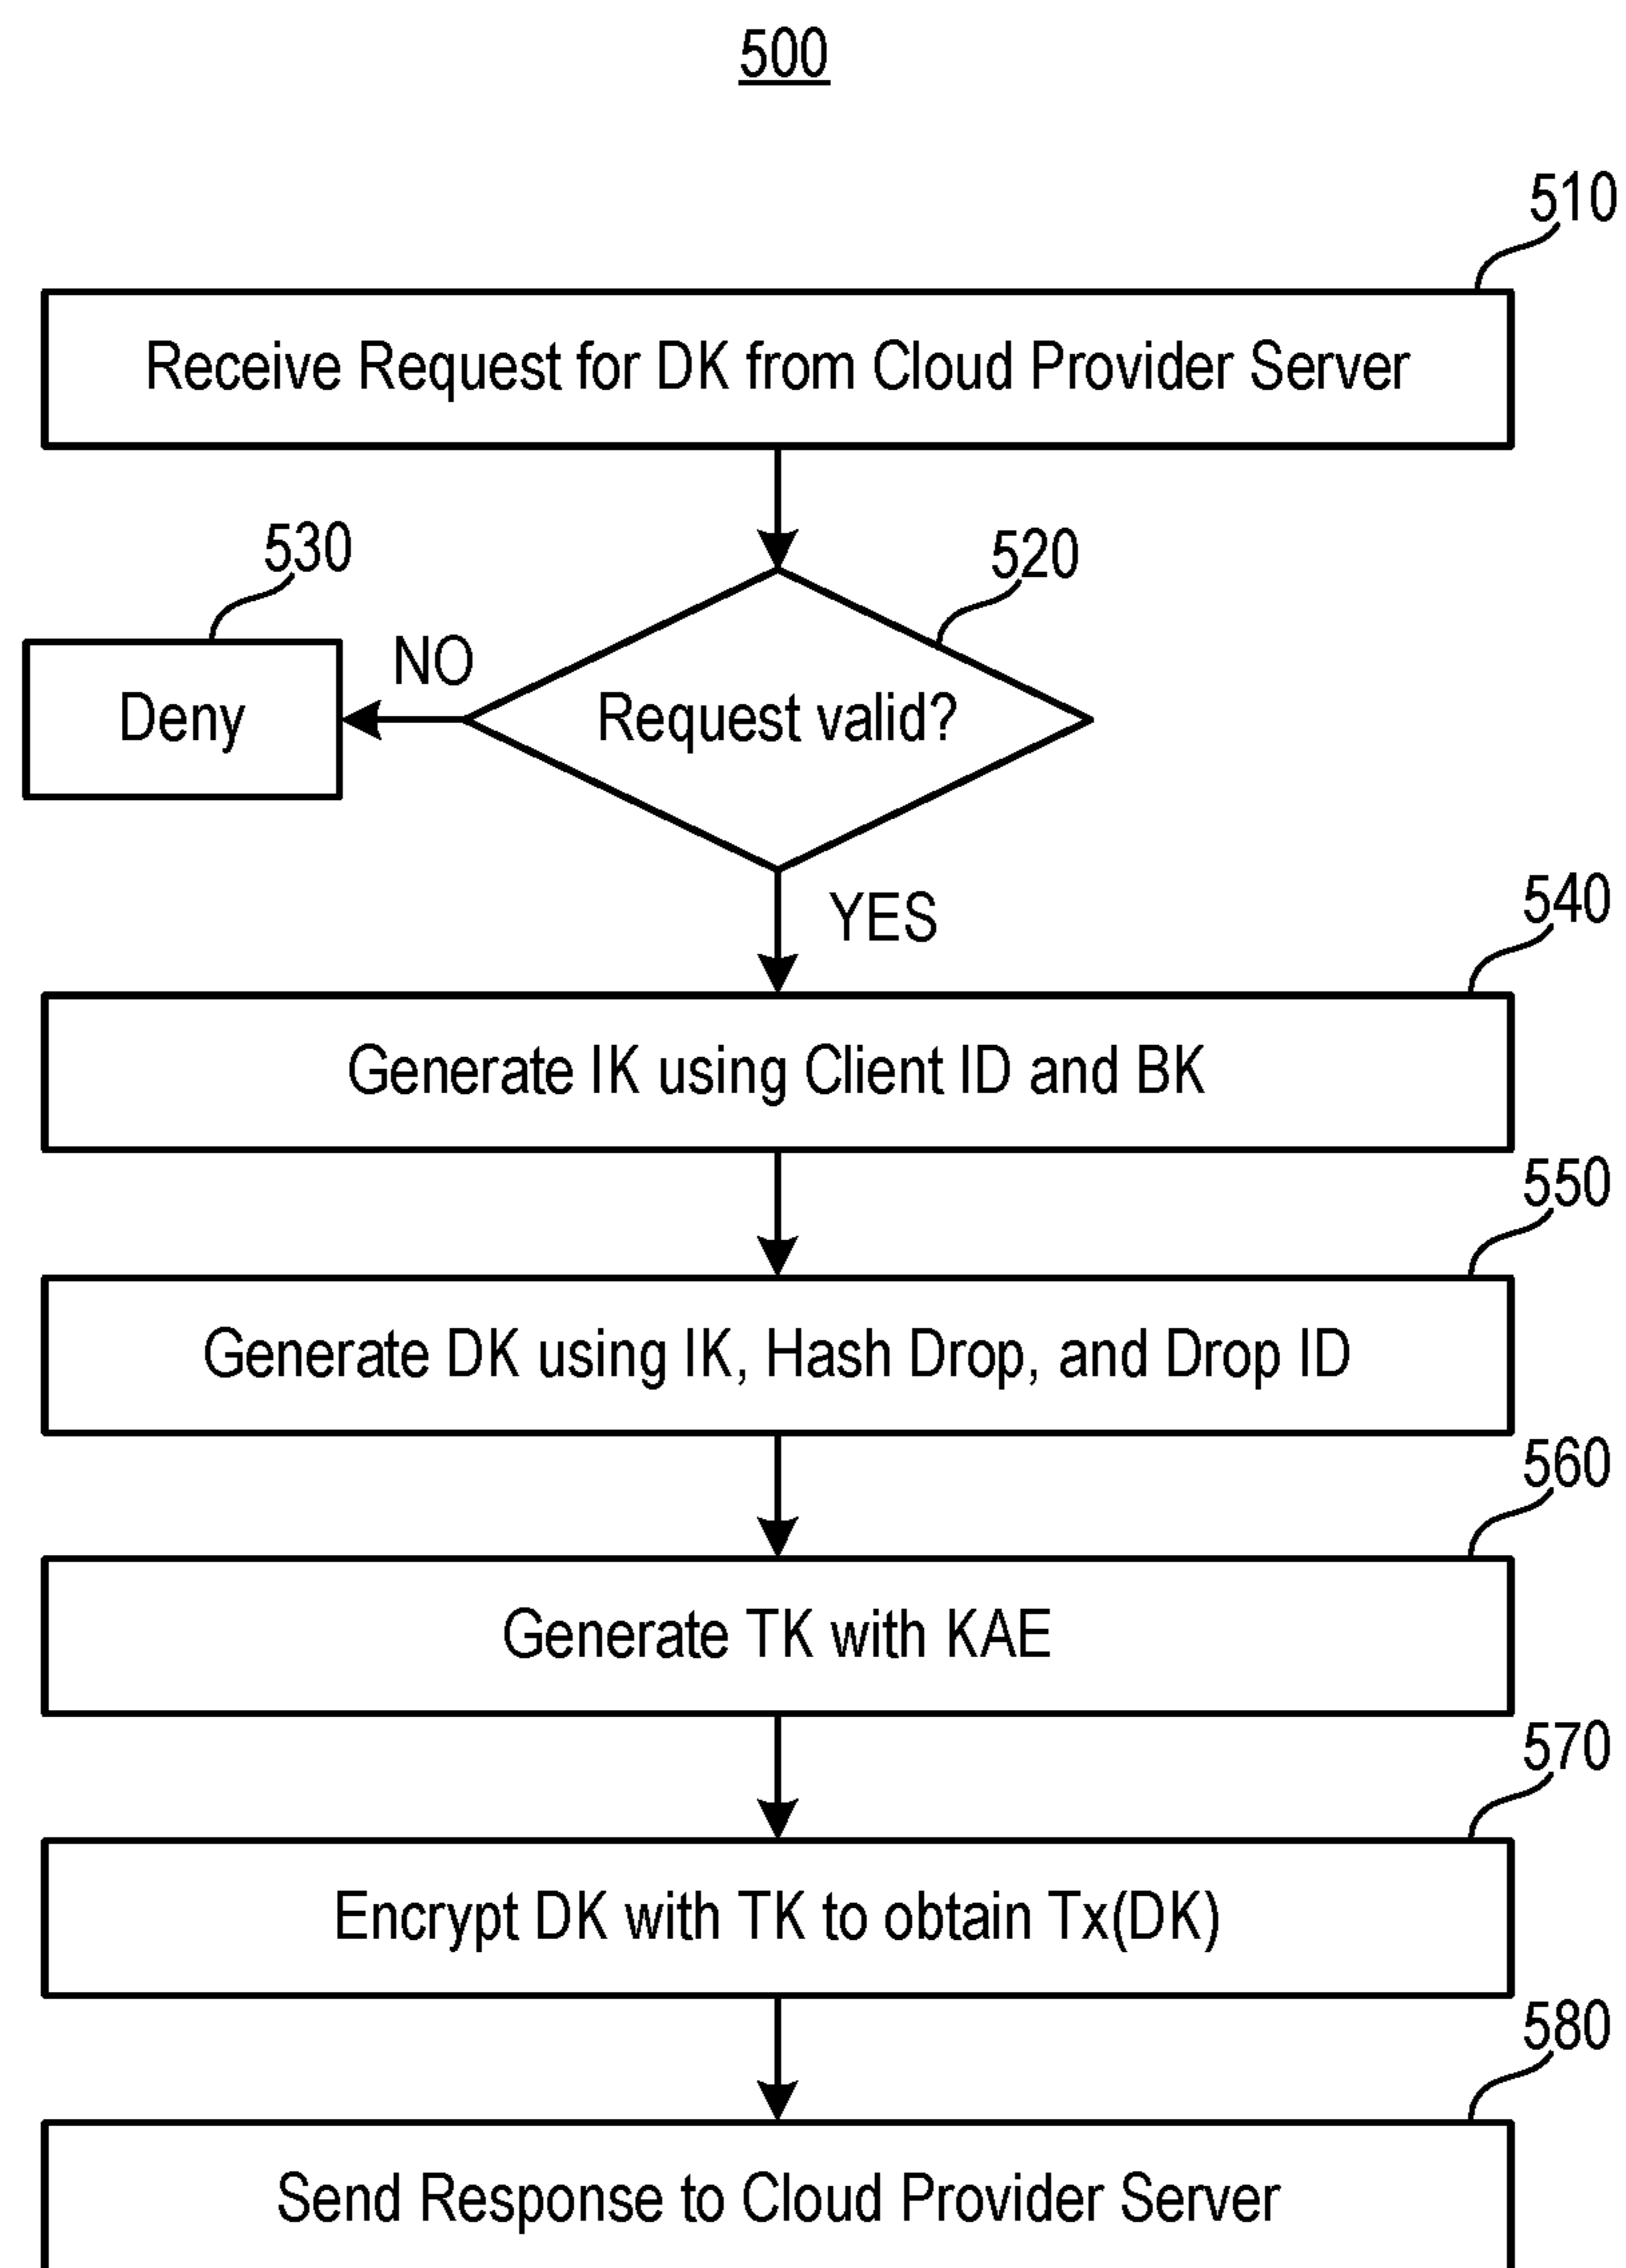 500
510
Receive Request for DK from Cloud Provider Server
530
520
NO
Deny
Request valid?
YES
540
Generate IK using Client ID and BK
550
Generate DK using IK, Hash Drop, and Drop ID
560
Generate TK with KAE
570
Encrypt DK with TK to obtain Tx(DK)
580
Send Response to Cloud Provider Server